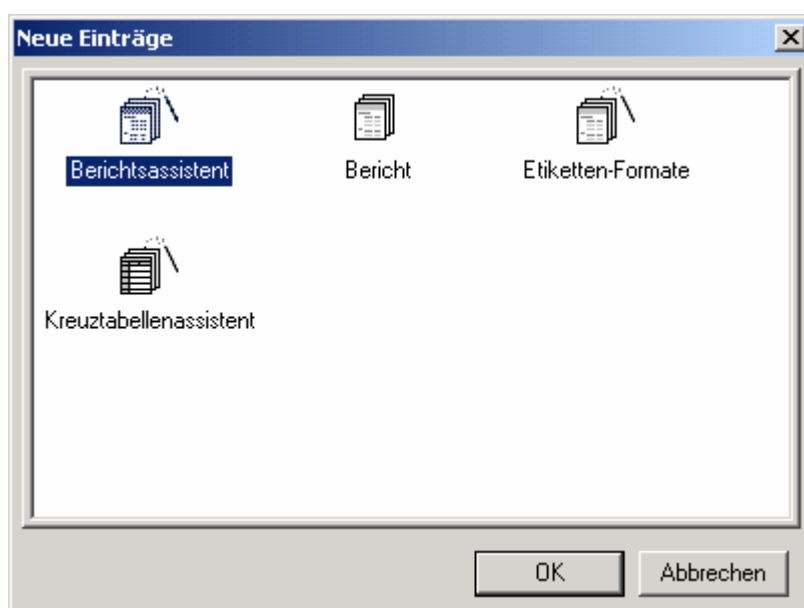 Neue Einträge
Berichtsassistent
Bericht
Etiketten-Formate
Kreuztabellenassistent
OK
Abbrechen